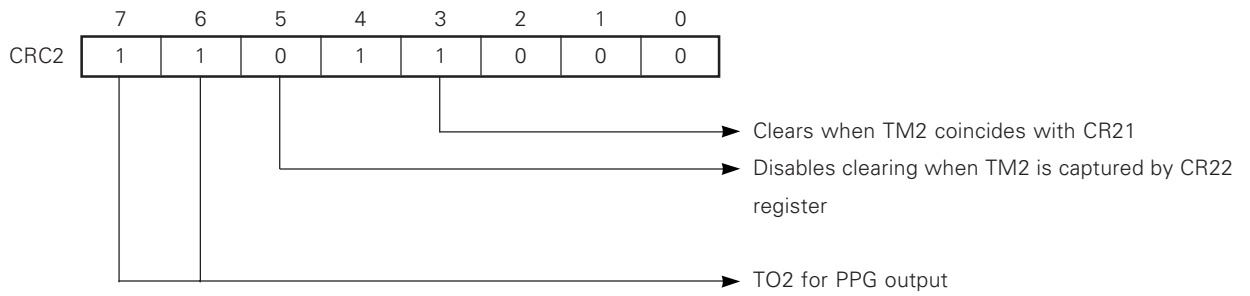 7 6 5 4 3 2 1 0
CRC2 1 1 0 1 1 0 0 0
Clears when TM2 coincides with CR21
Disables clearing when TM2 is captured by CR22
register
TO2 for PPG output